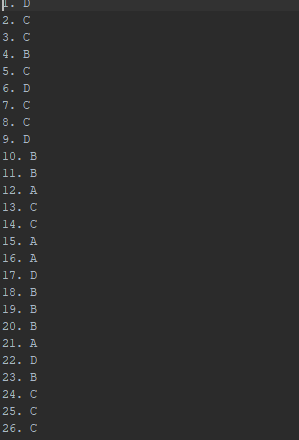 1. D
2. C
3. C
4. B
5. C
6. D
7. C
8. C
9. D
10. B
11. B
12. A
13. C
14. C
15. A
16. A
17. D
18. B
19. B
20. B
21. A
22. D
23. B
24. C
25. C
26. C